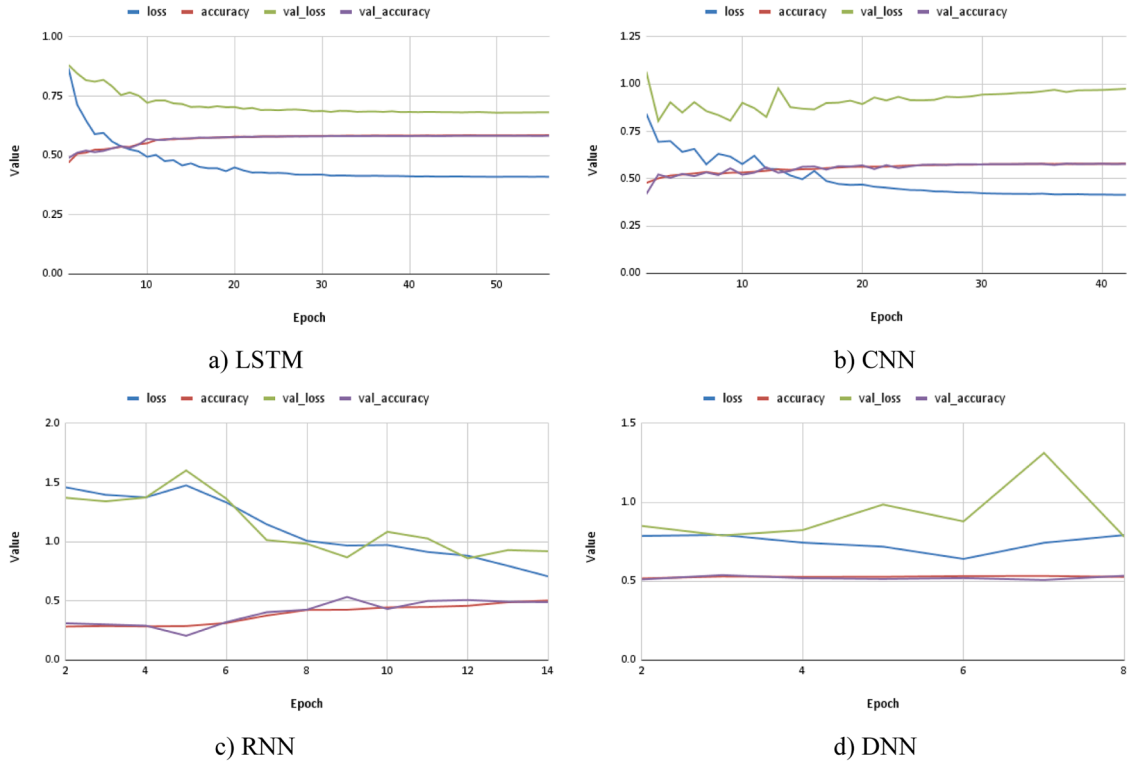 loss accuracy val_loss val_accuracy
1.00
0.75
0.50
0.25
0.00
Value
10 20 30 40 50
Epoch
a) LSTM
loss accuracy val_loss val_accuracy
1.25
1.00
0.75
0.50
0.25
0.00
Value
10 20 30 40
Epoch
b) CNN
loss accuracy val_loss val_accuracy
2.0
1.5
1.0
0.5
0.0
Value
2 4 6 8 10 12 14
Epoch
c) RNN
loss accuracy val_loss val_accuracy
1.5
1.0
0.5
0.0
Value
2 4 6 8
Epoch
d) DNN